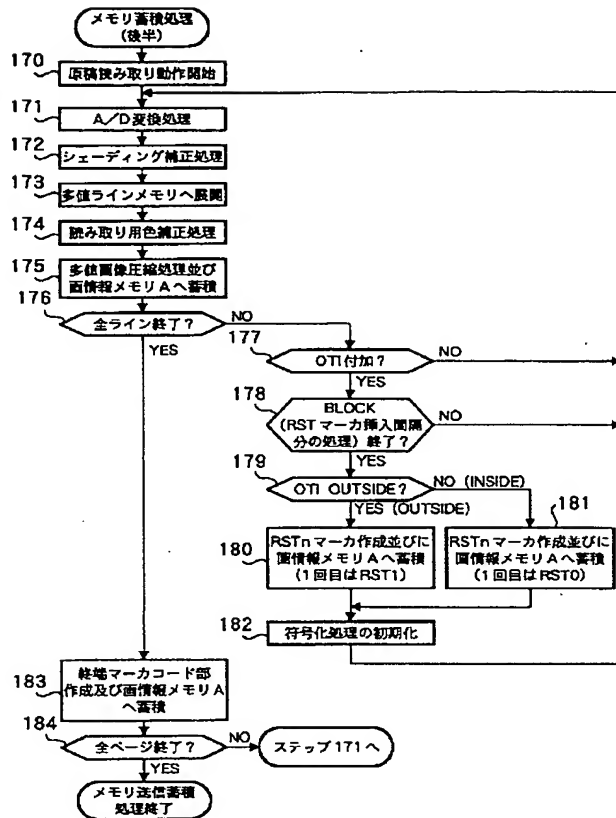 メモリ蓄積処理
(後半)
170
原稿読み取り動作開始
171
A/D変換処理
172
シェーディング補正処理
173
多値ラインメモリへ展開
174
読み取り用色補正処理
175
多値画像圧縮処理並び
画情報メモリAへ蓄積
176
全ライン終了?
NO
YES
177
OTI付加?
NO
YES
178
BLOCK
(RSTマーカ挿入間隔
分の処理)終了?
NO
YES
179
OTI OUTSIDE?
NO (INSIDE)
YES (OUTSIDE)
180
RSTnマーカ作成並びに
画情報メモリAへ蓄積
(1回目はRST1)
181
RSTnマーカ作成並びに
画情報メモリAへ蓄積
(1回目はRST0)
182
符号化処理の初期化
183
終端マーカコード部
作成及び画情報メモリA
へ蓄積
184
全ページ終了?
NO
ステップ171へ
YES
メモリ送信蓄積
処理終了